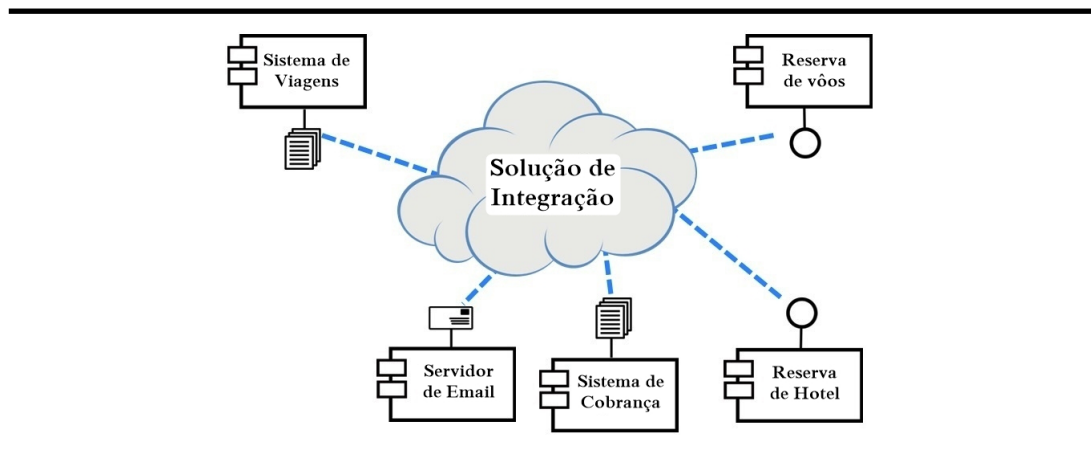 Sistema de
Viagens
Reserva
de vôos
Solução de
Integração
Servidor
de Email
Sistema de
Cobrança
Reserva
de Hotel